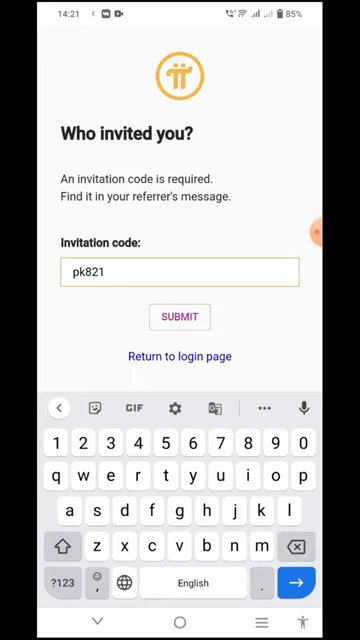 14:21 85%
Who invited you?
An invitation code is required.
Find it in your referrer's message.
Invitation code:
pk821
SUBMIT
Return to login page
GIF
1 2 3 4 5 6 7 8 9 0
q w e r t y u i o p
a s d f g h j k l
z x c v b n m
?123 , English .